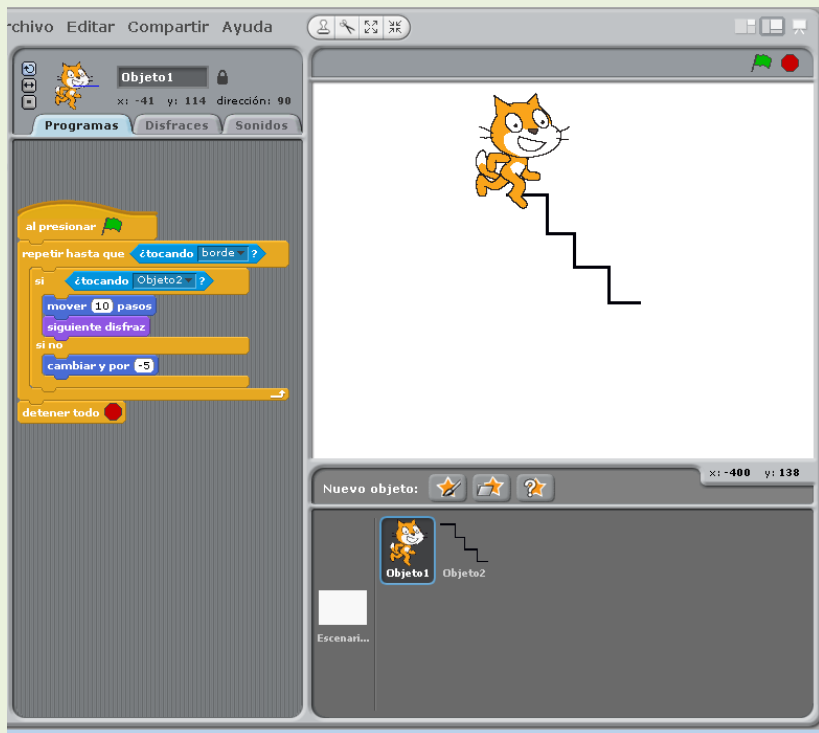 rchivo Editar Compartir Ayuda
Objeto1
x: -41 y: 114 dirección: 90
Programas Disfraces Sonidos
al presionar
repetir hasta que ¿tocando borde ?
si ¿tocando Objeto2 ?
mover 10 pasos
siguiente disfraz
si no
cambiar y por -5
detener todo
x: -400 y: 138
Nuevo objeto:
Objeto1 Objeto2
Escenari...